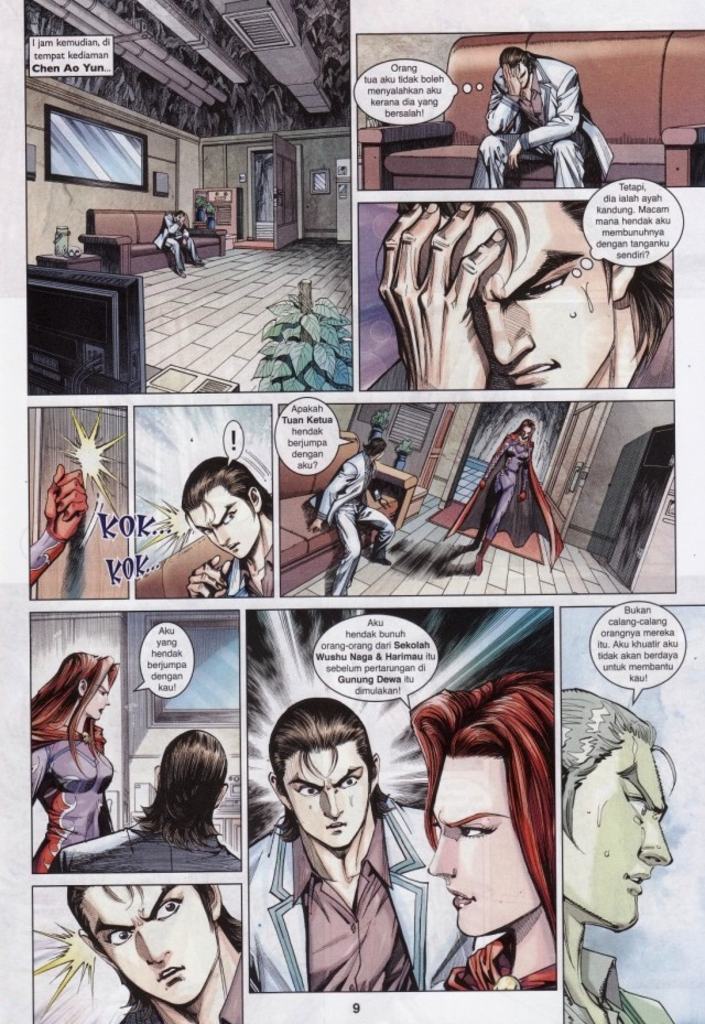 1 jam kemudian, di
tempat kediaman
Chen Ao Yun...
Orang
tua aku tidak boleh
menyalahkan aku
kerana dia yang
bersalah!
Tetapi,
dia ialah ayah
kandung. Macam
mana hendak aku
membunuhnya
dengan tanganku
sendiri?
KOK...
KOK...
!
Apakah
Tuan Ketua
hendak
berjumpa
dengan
aku?
Aku
yang
hendak
berjumpa
dengan
kau!
Aku
hendak bunuh
orang-orang dari Sekolah
Wushu Naga & Harimau itu
sebelum pertarungan di
Gunung Dewa itu
dimulakan!
Bukan
calang-calang
orangnya mereka
itu. Aku khuatir aku
tidak akan berdaya
untuk membantu
kau!
9